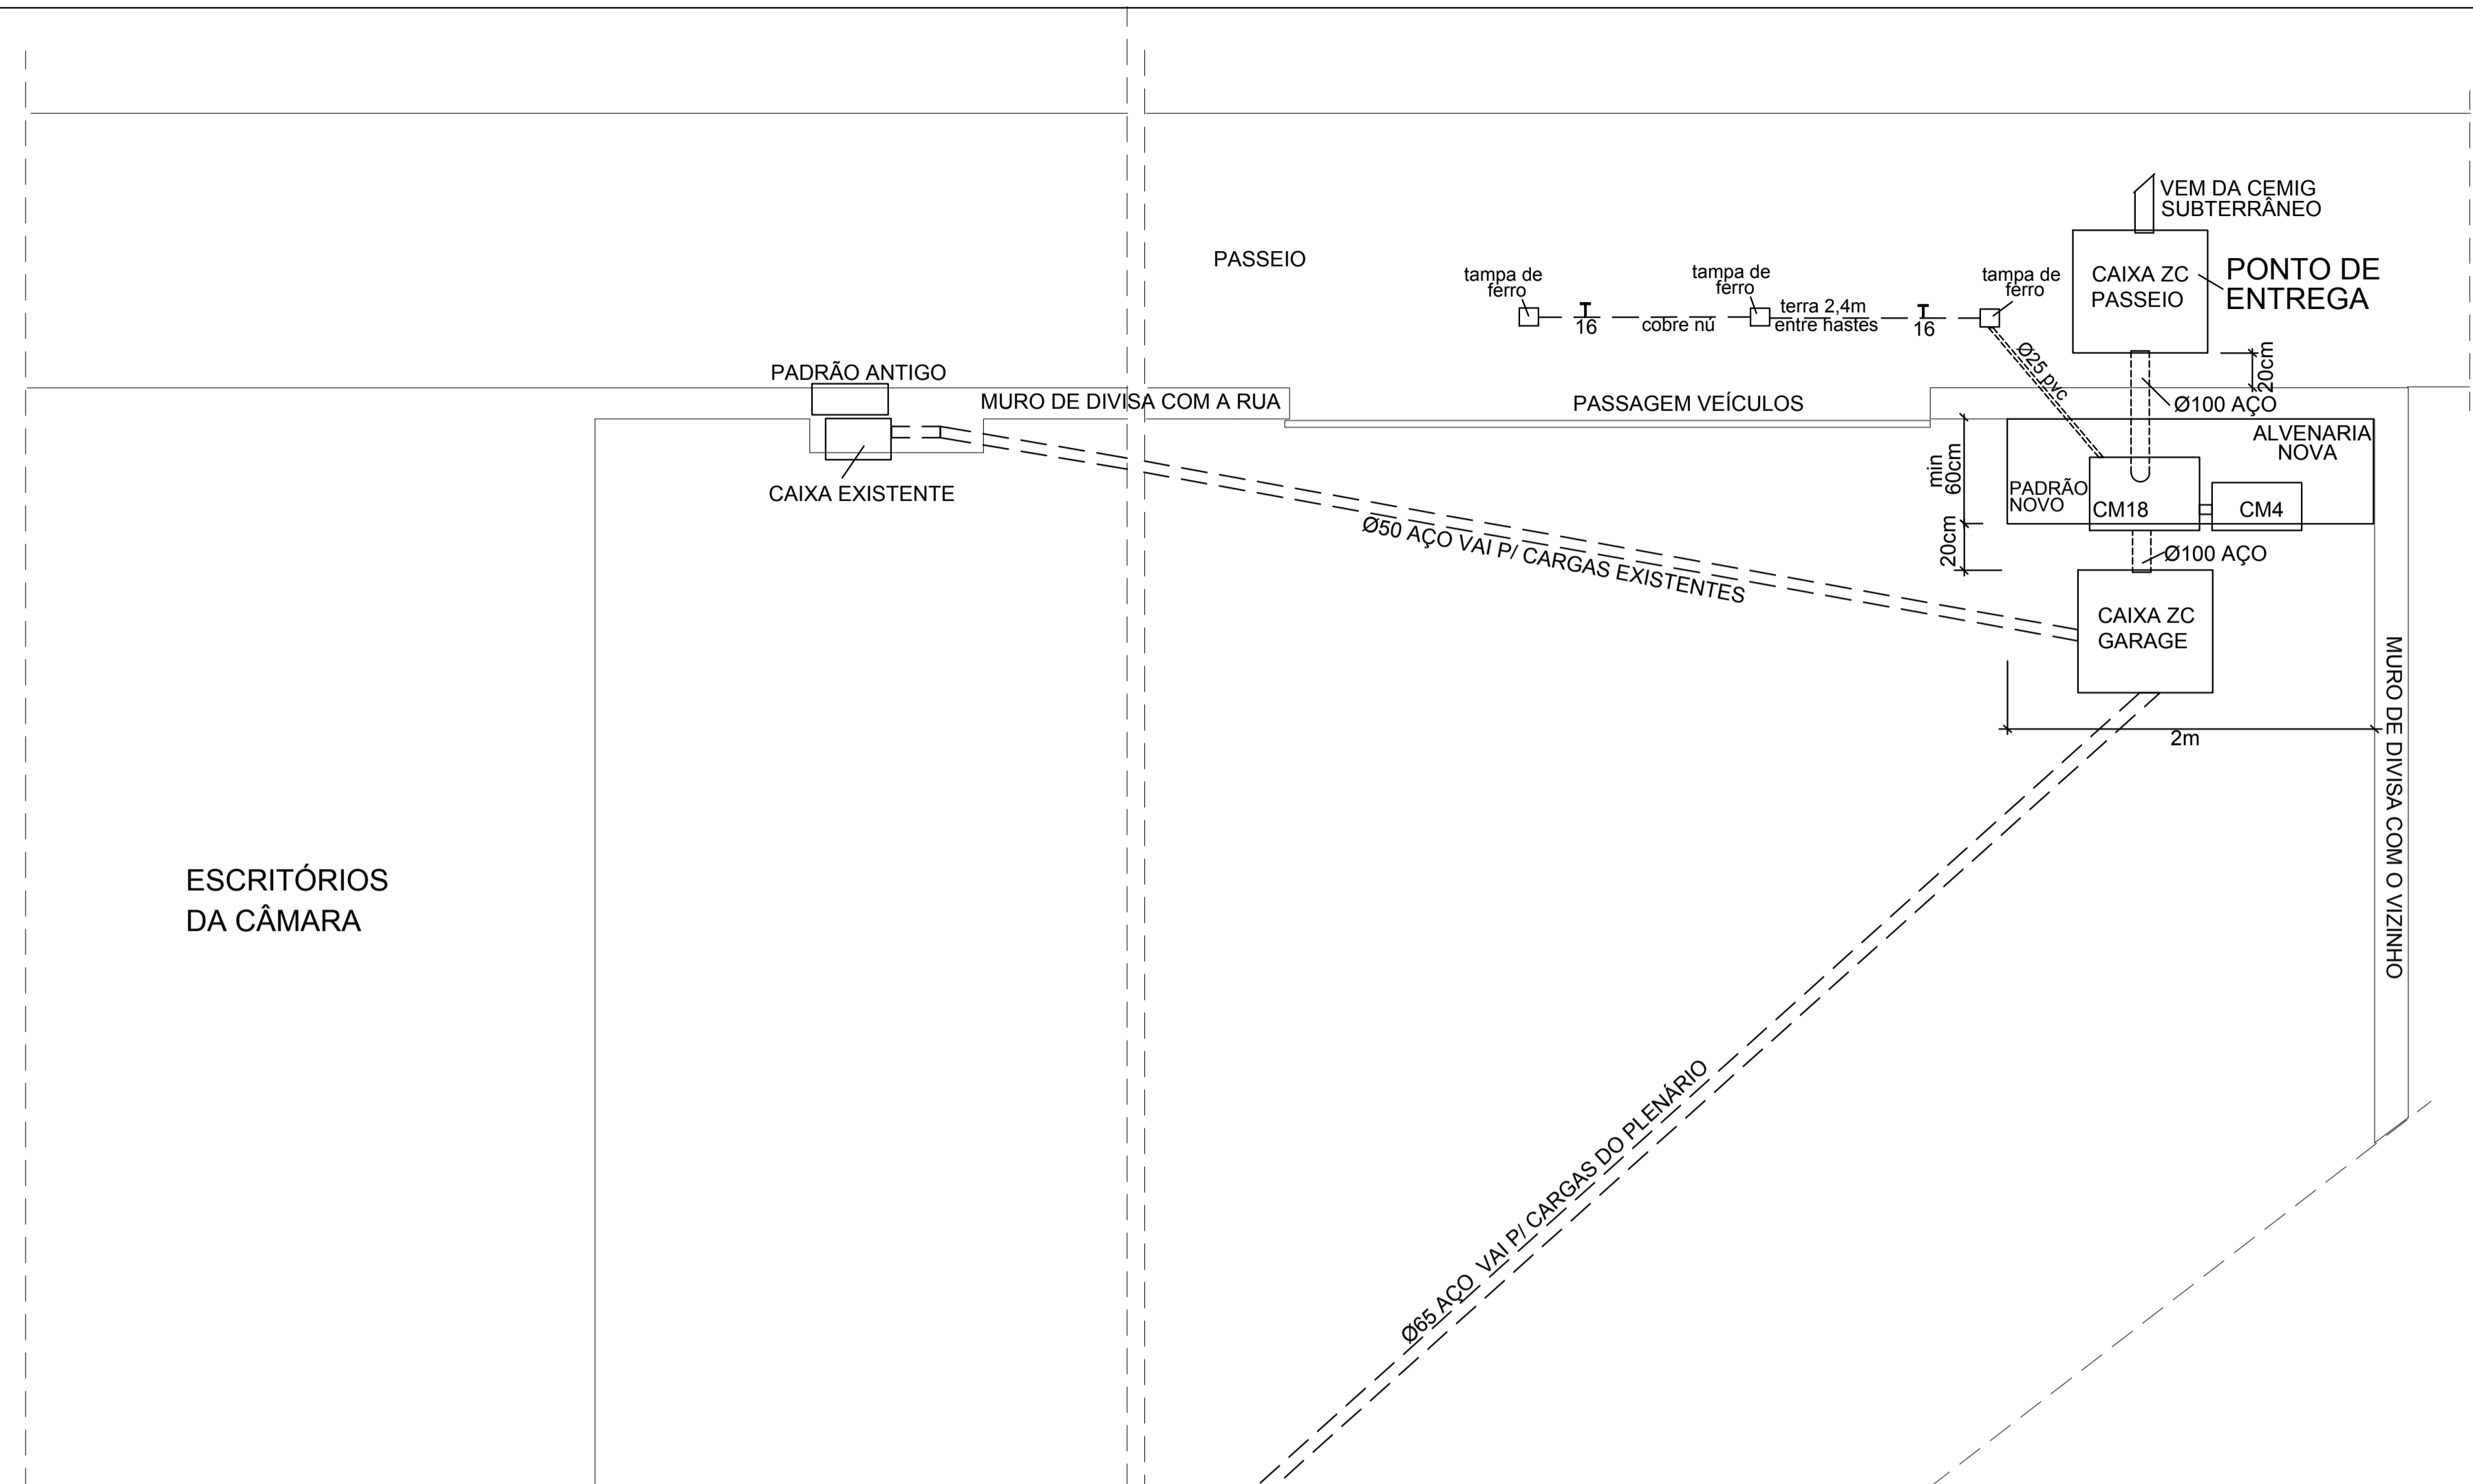 VEM DA CEMIG
SUBTERRÂNEO
PASSEIO
tampa de
ferro
tampa de
ferro
tampa de
ferro
CAIXA ZC
PASSEIO
PONTO DE
ENTREGA
T
16
cobre nú
terra 2,4m
entre hastes
T
16
Ø25 pvc
20cm
PADRÃO ANTIGO
MURO DE DIVISA COM A RUA
PASSAGEM VEÍCULOS
Ø100 AÇO
ALVENARIA
NOVA
min
60cm
PADRÃO
NOVO
CM18
CM4
CAIXA EXISTENTE
Ø50 AÇO VAI P/ CARGAS EXISTENTES
20cm
Ø100 AÇO
CAIXA ZC
GARAGE
MURO DE DIVISA COM O VIZINHO
2m
ESCRITÓRIOS
DA CÂMARA
Ø65 AÇO VAI P/ CARGAS DO PLENÁRIO